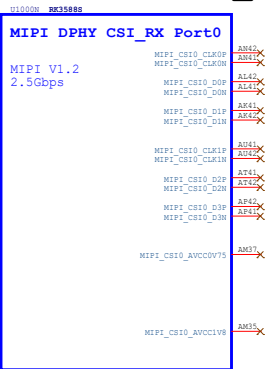 U1000N RK3588S
MIPI DPHY CSI_RX Port0
MIPI V1.2
2.5Gbps
MIPI_CSI0_CLK0P AN42
MIPI_CSI0_CLK0N AN41
MIPI_CSI0_D0P AL42
MIPI_CSI0_D0N AL41
MIPI_CSI0_D1P AK41
MIPI_CSI0_D1N AK42
MIPI_CSI0_CLK1P AU41
MIPI_CSI0_CLK1N AU42
MIPI_CSI0_D2P AT41
MIPI_CSI0_D2N AT42
MIPI_CSI0_D3P AP42
MIPI_CSI0_D3N AP41
MIPI_CSI0_AVCC0V75 AM37
MIPI_CSI0_AVCC1V8 AM35